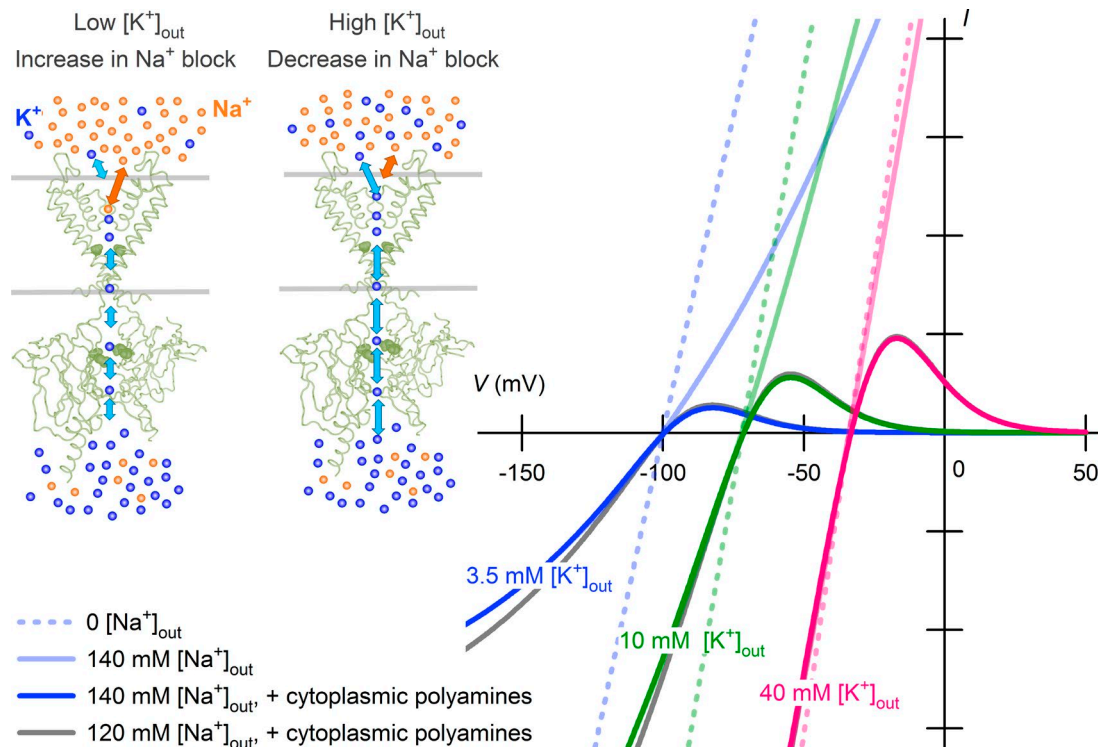 Low [K⁺]out
Increase in Na⁺ block
High [K⁺]out
Decrease in Na⁺ block
K⁺
Na⁺
I
V (mV)
-150
-100
-50
0
50
3.5 mM [K⁺]out
10 mM [K⁺]out
40 mM [K⁺]out
0 [Na⁺]out
140 mM [Na⁺]out
140 mM [Na⁺]out, + cytoplasmic polyamines
120 mM [Na⁺]out, + cytoplasmic polyamines